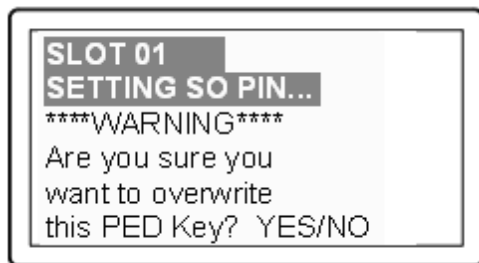 SLOT 01
SETTING SO PIN...
****WARNING****
Are you sure you
want to overwrite
this PED Key?  YES/NO